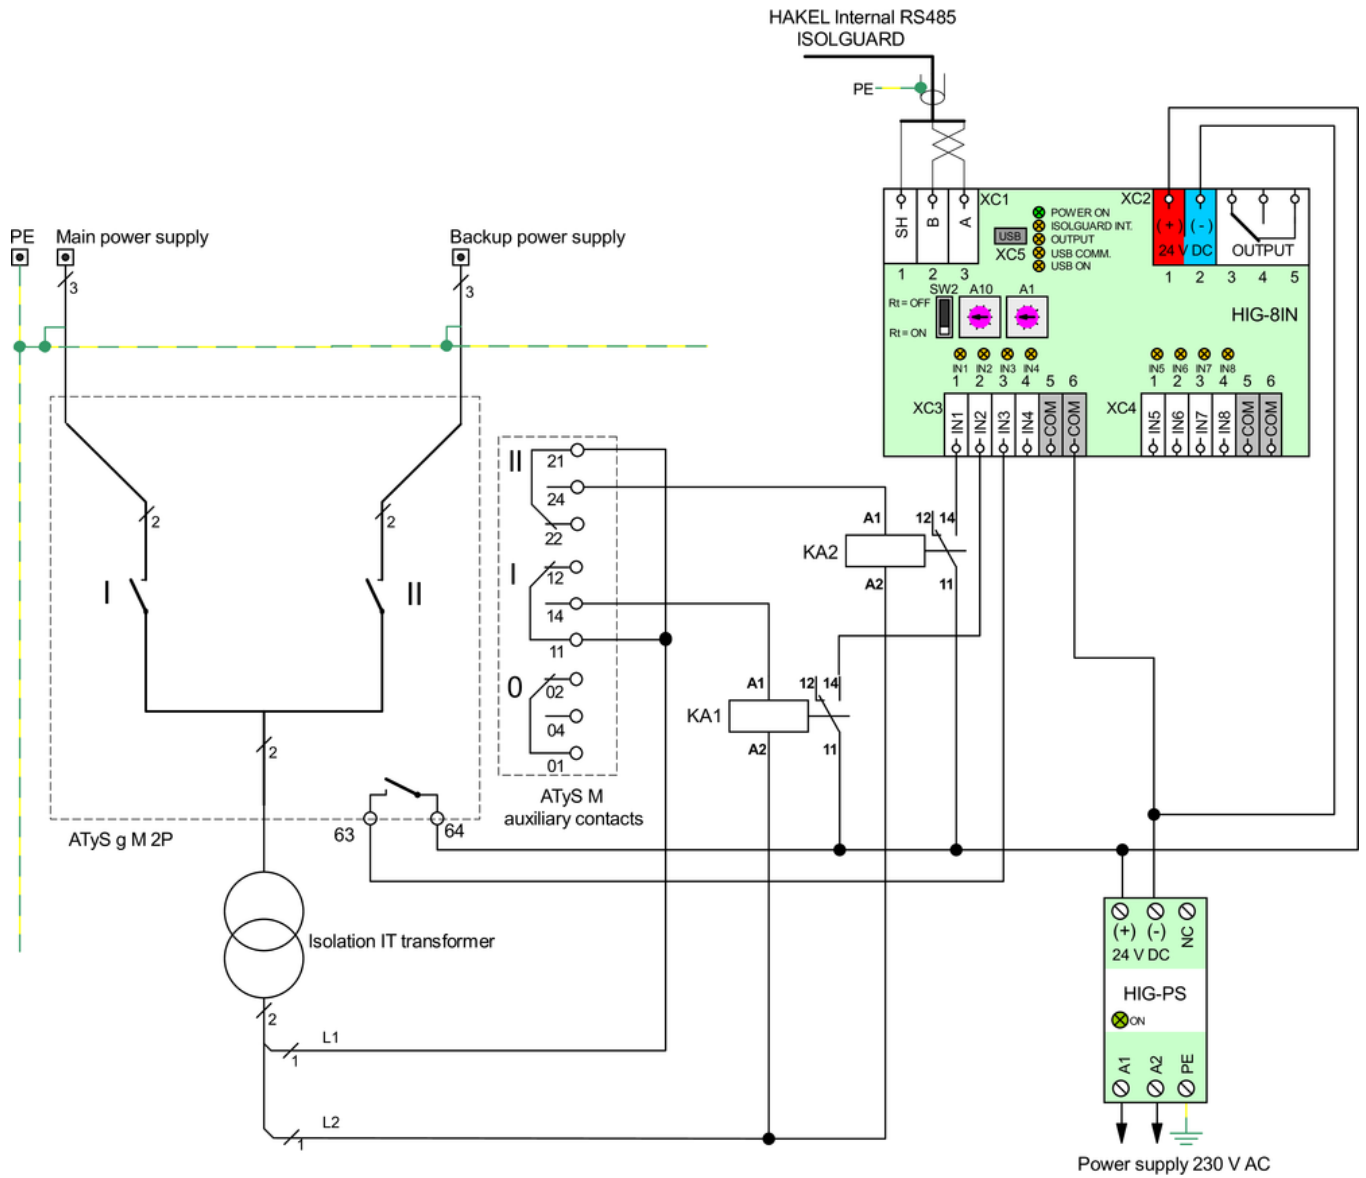 HAKEL Internal RS485
ISOLGUARD
PE
XC1
XC2
SH
B
A
1
2
3
USB
XC5
POWER ON
ISOLGUARD INT.
OUTPUT
USB COMM.
USB ON
(+)
(-)
24 V DC
OUTPUT
1
2
3
4
5
SW2
A10
A1
Rt = OFF
Rt = ON
HIG-8IN
IN1
IN2
IN3
IN4
1
2
3
4
5
6
XC3
IN1
IN2
IN3
IN4
COM
COM
IN5
IN6
IN7
IN8
1
2
3
4
5
6
XC4
IN5
IN6
IN7
IN8
COM
COM
PE
Main power supply
Backup power supply
3
3
2
2
I
II
2
63
64
ATyS g M 2P
II
21
24
22
I
12
14
11
0
02
04
01
ATyS M
auxiliary contacts
A1
KA2
A2
12
14
11
A1
KA1
A2
12
14
11
Isolation IT transformer
2
L1
1
L2
1
(+)
(-)
NC
24 V DC
HIG-PS
ON
A1
A2
PE
Power supply 230 V AC